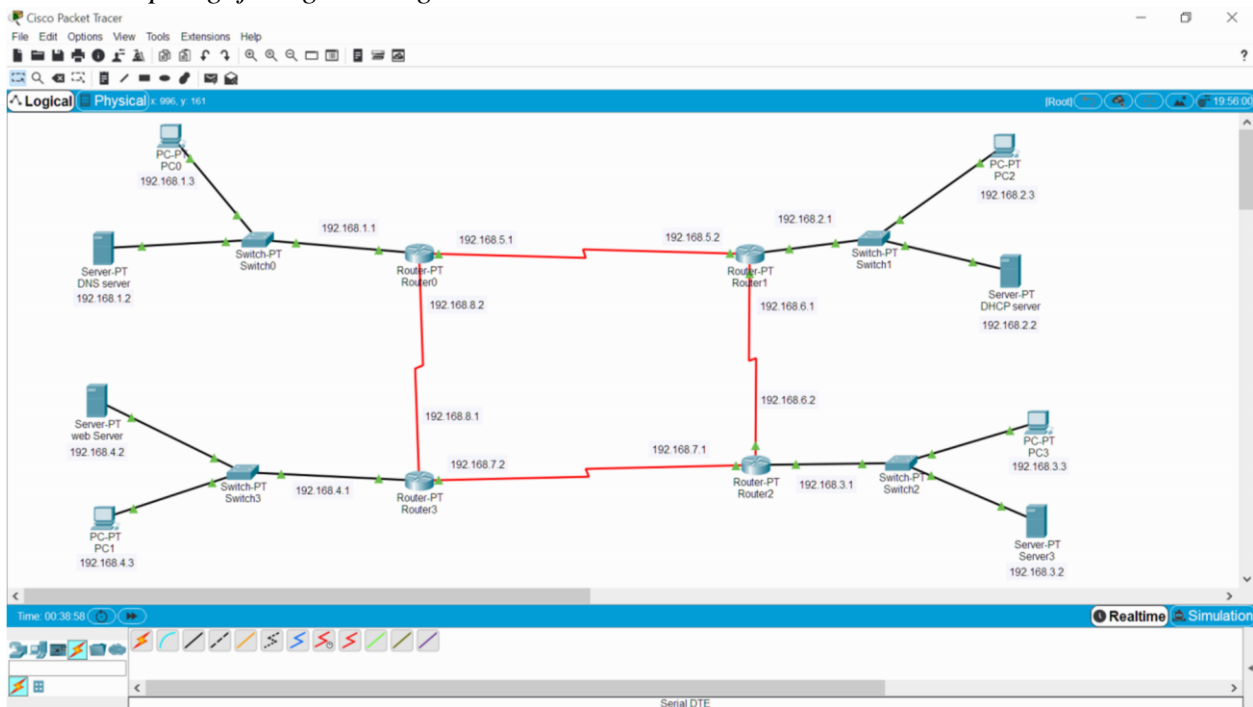 Cisco Packet Tracer
File Edit Options View Tools Extensions Help
?
Logical Physical x: 996, y: 161 [Root] 19:56:00
PC-PT
PC0
192.168.1.3
PC-PT
PC2
192.168.2.3
192.168.1.1
192.168.5.1
192.168.5.2
192.168.2.1
Switch-PT
Switch0
Router-PT
Router0
Router-PT
Router1
Switch-PT
Switch1
Server-PT
DNS server
192.168.1.2
Server-PT
DHCP server
192.168.2.2
192.168.8.2
192.168.6.1
192.168.8.1
192.168.6.2
Server-PT
web Server
192.168.4.2
PC-PT
PC3
192.168.3.3
192.168.7.2
192.168.7.1
Switch-PT
Switch3
192.168.4.1
Router-PT
Router3
Router-PT
Router2
192.168.3.1
Switch-PT
Switch2
PC-PT
PC1
192.168.4.3
Server-PT
Server3
192.168.3.2
Time: 00:38:58 Realtime Simulation
Serial DTE